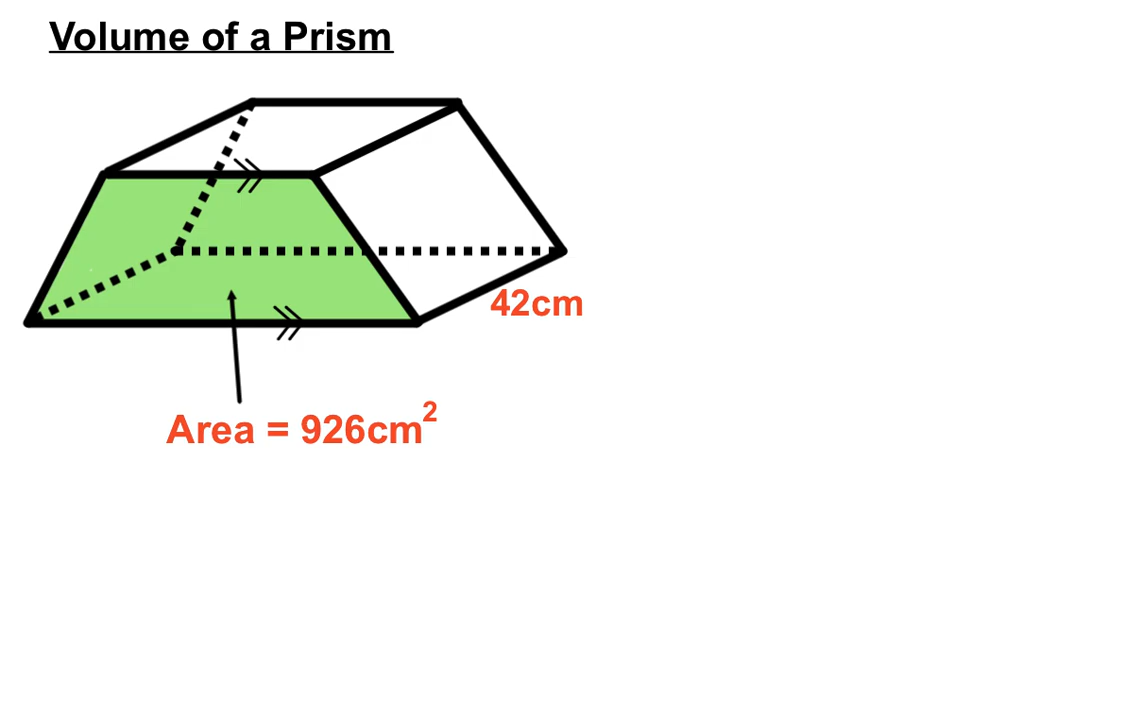 Volume of a Prism
42cm
Area = 926cm²